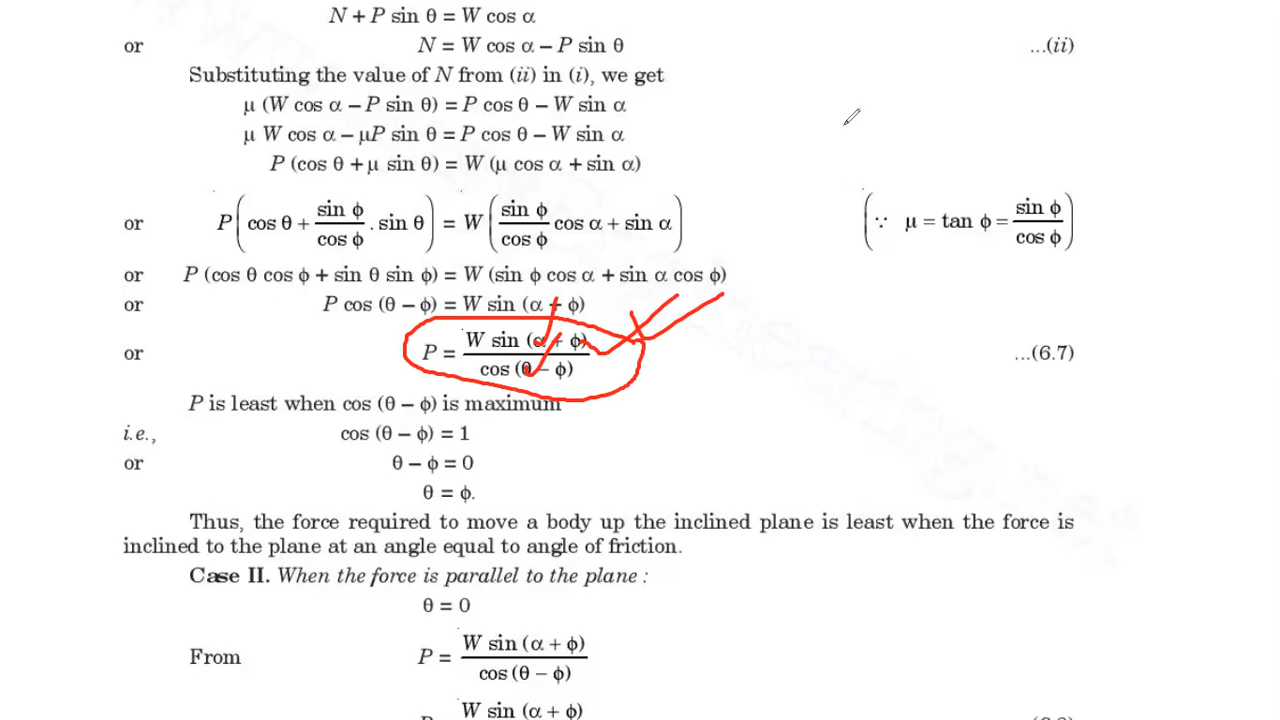 N + P sin θ = W cos α
or N = W cos α – P sin θ ...(ii)
Substituting the value of N from (ii) in (i), we get
μ (W cos α – P sin θ) = P cos θ – W sin α
μ W cos α – μP sin θ = P cos θ – W sin α
P (cos θ + μ sin θ) = W (μ cos α + sin α)
or P(cos θ + sin φ/cos φ . sin θ) = W(sin φ/cos φ cos α + sin α) (∵ μ = tan φ = sin φ/cos φ)
or P (cos θ cos φ + sin θ sin φ) = W (sin φ cos α + sin α cos φ)
or P cos (θ – φ) = W sin (α + φ)
or P = W sin (α + φ)/cos (θ – φ) ...(6.7)
P is least when cos (θ – φ) is maximum
i.e., cos (θ – φ) = 1
or θ – φ = 0
θ = φ.
Thus, the force required to move a body up the inclined plane is least when the force is
inclined to the plane at an angle equal to angle of friction.
Case II. When the force is parallel to the plane :
θ = 0
From P = W sin (α + φ)/cos (θ – φ)
W sin (α + φ)